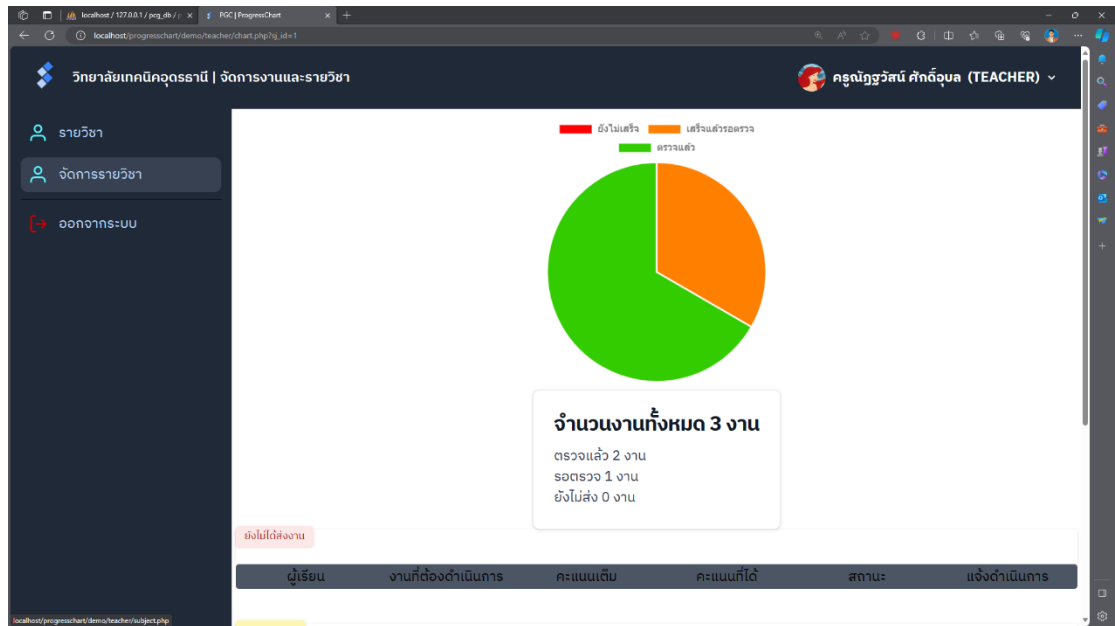 localhost / 127.0.0.1 / pcg_db / p
PGC | ProgressChart
localhost/progresschart/demo/teacher/chart.php?sj_id=1
วิทยาลัยเทคนิคอุดรธานี | จัดการงานและรายวิชา
ครูณัฏฐวัสน์ ศักดิ์อุบล (TEACHER)
รายวิชา
จัดการรายวิชา
ออกจากระบบ
ยังไม่เสร็จ
เสร็จแล้วรอตรวจ
ตรวจแล้ว
จำนวนงานทั้งหมด 3 งาน
ตรวจแล้ว 2 งาน
รอตรวจ 1 งาน
ยังไม่ส่ง 0 งาน
ยังไม่ได้ส่งงาน
ผู้เรียน งานที่ต้องดำเนินการ คะแนนเต็ม คะแนนที่ได้ สถานะ แจ้งดำเนินการ
localhost/progresschart/demo/teacher/subject.php